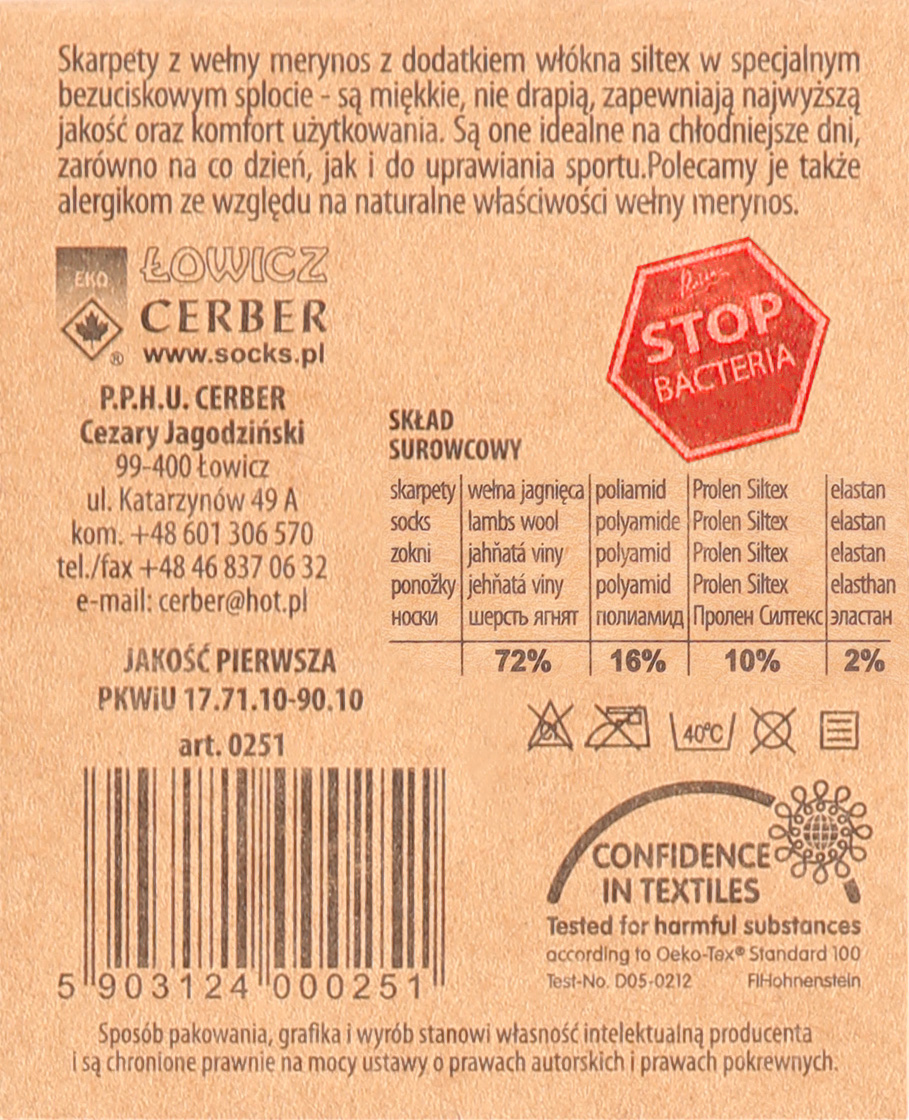 Skarpety z wełny merynos z dodatkiem włókna siltex w specjalnym
bezuciskowym splocie - są miękkie, nie drapią, zapewniają najwyższą
jakość oraz komfort użytkowania. Są one idealne na chłodniejsze dni,
zarówno na co dzień, jak i do uprawiania sportu.Polecamy je także
alergikom ze względu na naturalne właściwości wełny merynos.
EKO
ŁOWICZ
CERBER
®
www.socks.pl
P.P.H.U. CERBER
Cezary Jagodziński
99-400 Łowicz
ul. Katarzynów 49 A
kom. +48 601 306 570
tel./fax +48 46 837 06 32
e-mail: cerber@hot.pl
JAKOŚĆ PIERWSZA
PKWiU 17.71.10-90.10
art. 0251
5 903124 000251
STOP
BACTERIA
SKŁAD
SUROWCOWY
skarpety wełna jagnięca poliamid Prolen Siltex elastan
socks lambs wool polyamide Prolen Siltex elastan
zokni jahňatá viny polyamid Prolen Siltex elastan
ponožky jehňatá viny polyamid Prolen Siltex elasthan
носки шерсть ягнят полиамид Пролен Силтекс эластан
72% 16% 10% 2%
40°C
CONFIDENCE
IN TEXTILES
Tested for harmful substances
according to Oeko-Tex® Standard 100
Test-No. D05-0212 FIHohnenstein
Sposób pakowania, grafika i wyrób stanowi własność intelektualną producenta
i są chronione prawnie na mocy ustawy o prawach autorskich i prawach pokrewnych.